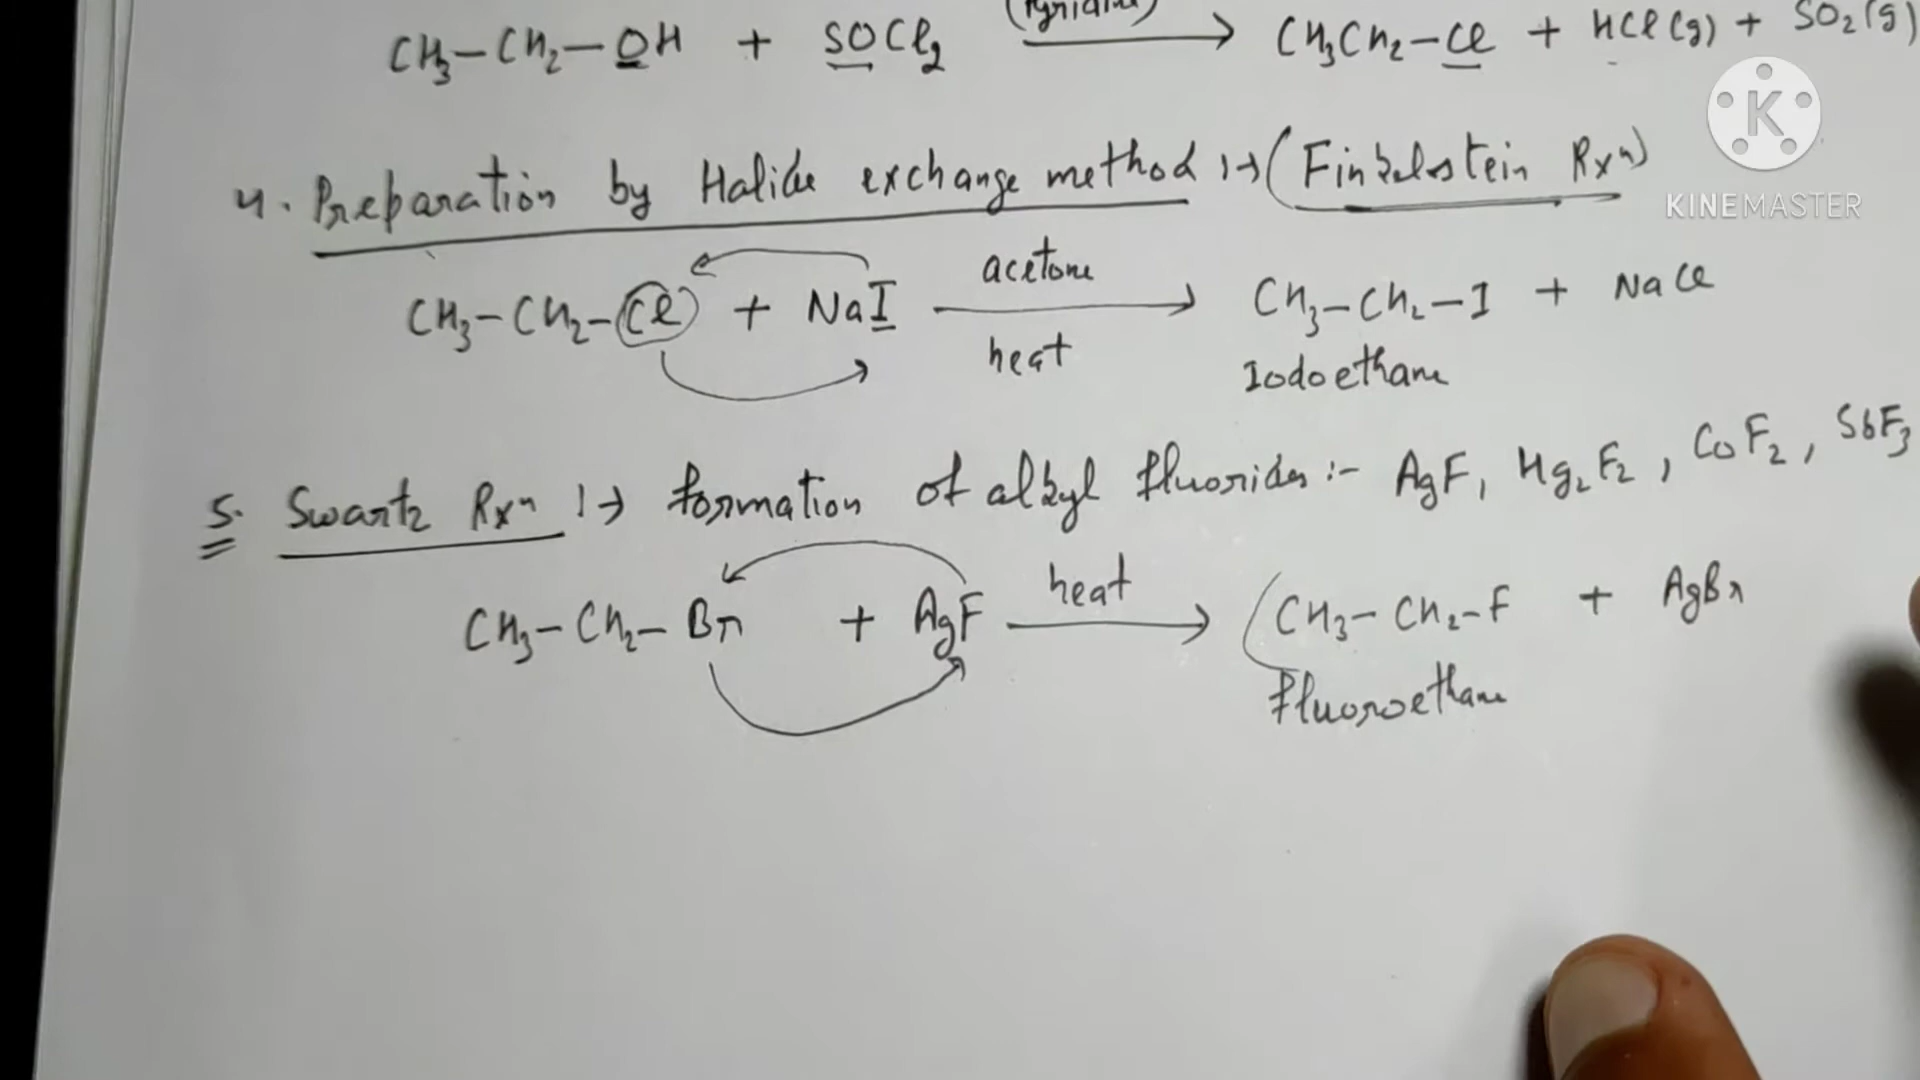 (Pyridine)
CH3-CH2-OH + SOCl2 → CH3CH2-Cl + HCl(g) + SO2(g)
K
KINEMASTER
4. Preparation by Halide exchange method :→ (Finkelstein Rxn)
acetone
CH3-CH2-Cl + NaI → CH3-CH2-I + NaCl
heat
Iodoethane
5. Swartz Rxn :→ formation of alkyl fluorides :- AgF, Hg2F2, CoF2, SbF3
heat
CH3-CH2-Br + AgF → CH3-CH2-F + AgBr
Fluoroethane